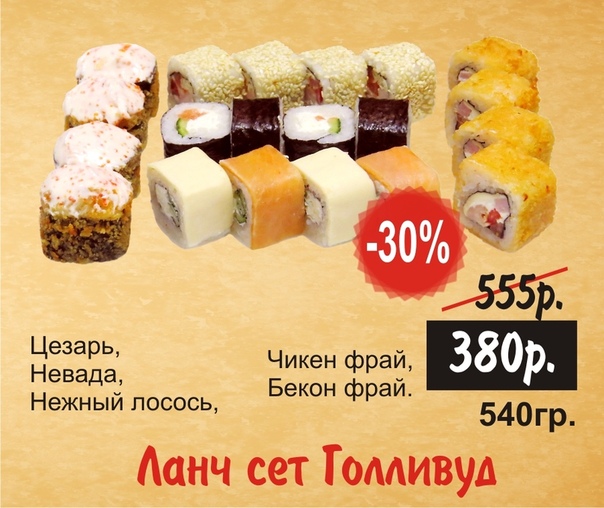 -30%
555р.
380р.
540гр.
Цезарь,
Невада,
Нежный лосось,
Чикен фрай,
Бекон фрай.
Ланч сет Голливуд